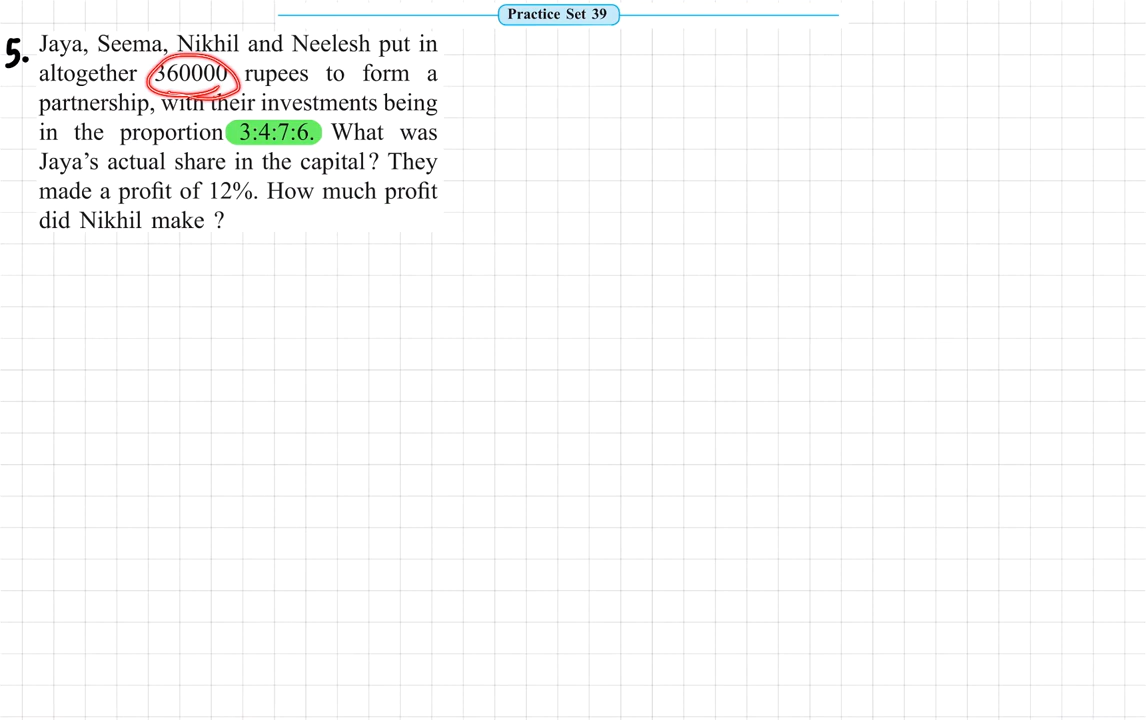 Practice Set 39
5. Jaya, Seema, Nikhil and Neelesh put in
altogether 360000 rupees to form a
partnership, with their investments being
in the proportion 3:4:7:6. What was
Jaya’s actual share in the capital? They
made a profit of 12%. How much profit
did Nikhil make ?